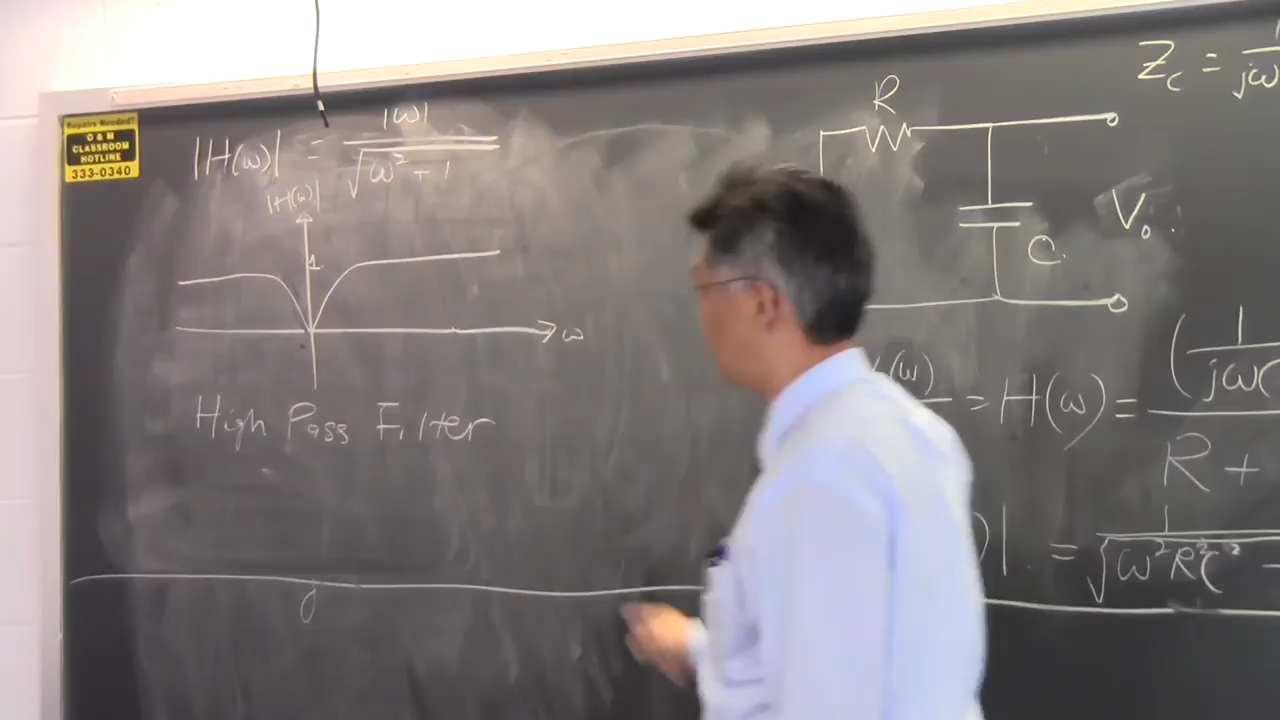 Repairs Needed?
O & M
CLASSROOM
HOTLINE
333-0340
|H(ω)| = |ω| / √(ω² + 1)
|H(ω)|
1
ω
High Pass Filter
R
C
V₀
Z_c = 1 / jω
(ω) = H(ω) = (1 / jωC
R +
)| = 1 / √(ω²R²C²